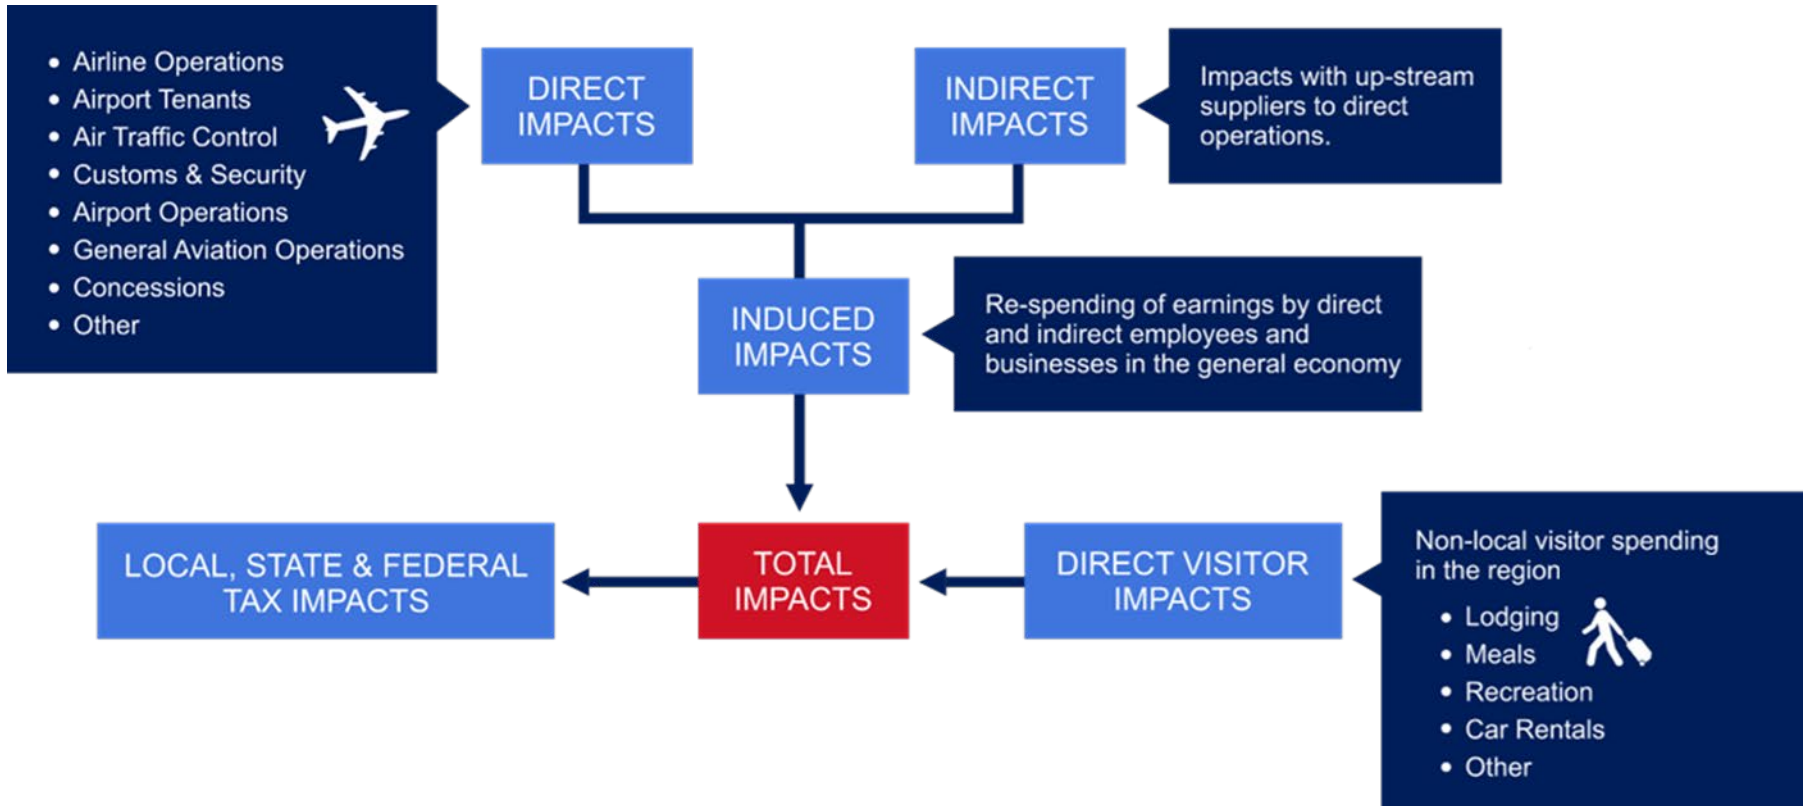 • Airline Operations
• Airport Tenants
• Air Traffic Control
• Customs & Security
• Airport Operations
• General Aviation Operations
• Concessions
• Other
DIRECT
IMPACTS
INDIRECT
IMPACTS
Impacts with up-stream
suppliers to direct
operations.
INDUCED
IMPACTS
Re-spending of earnings by direct
and indirect employees and
businesses in the general economy
LOCAL, STATE & FEDERAL
TAX IMPACTS
TOTAL
IMPACTS
DIRECT VISITOR
IMPACTS
Non-local visitor spending
in the region
• Lodging
• Meals
• Recreation
• Car Rentals
• Other